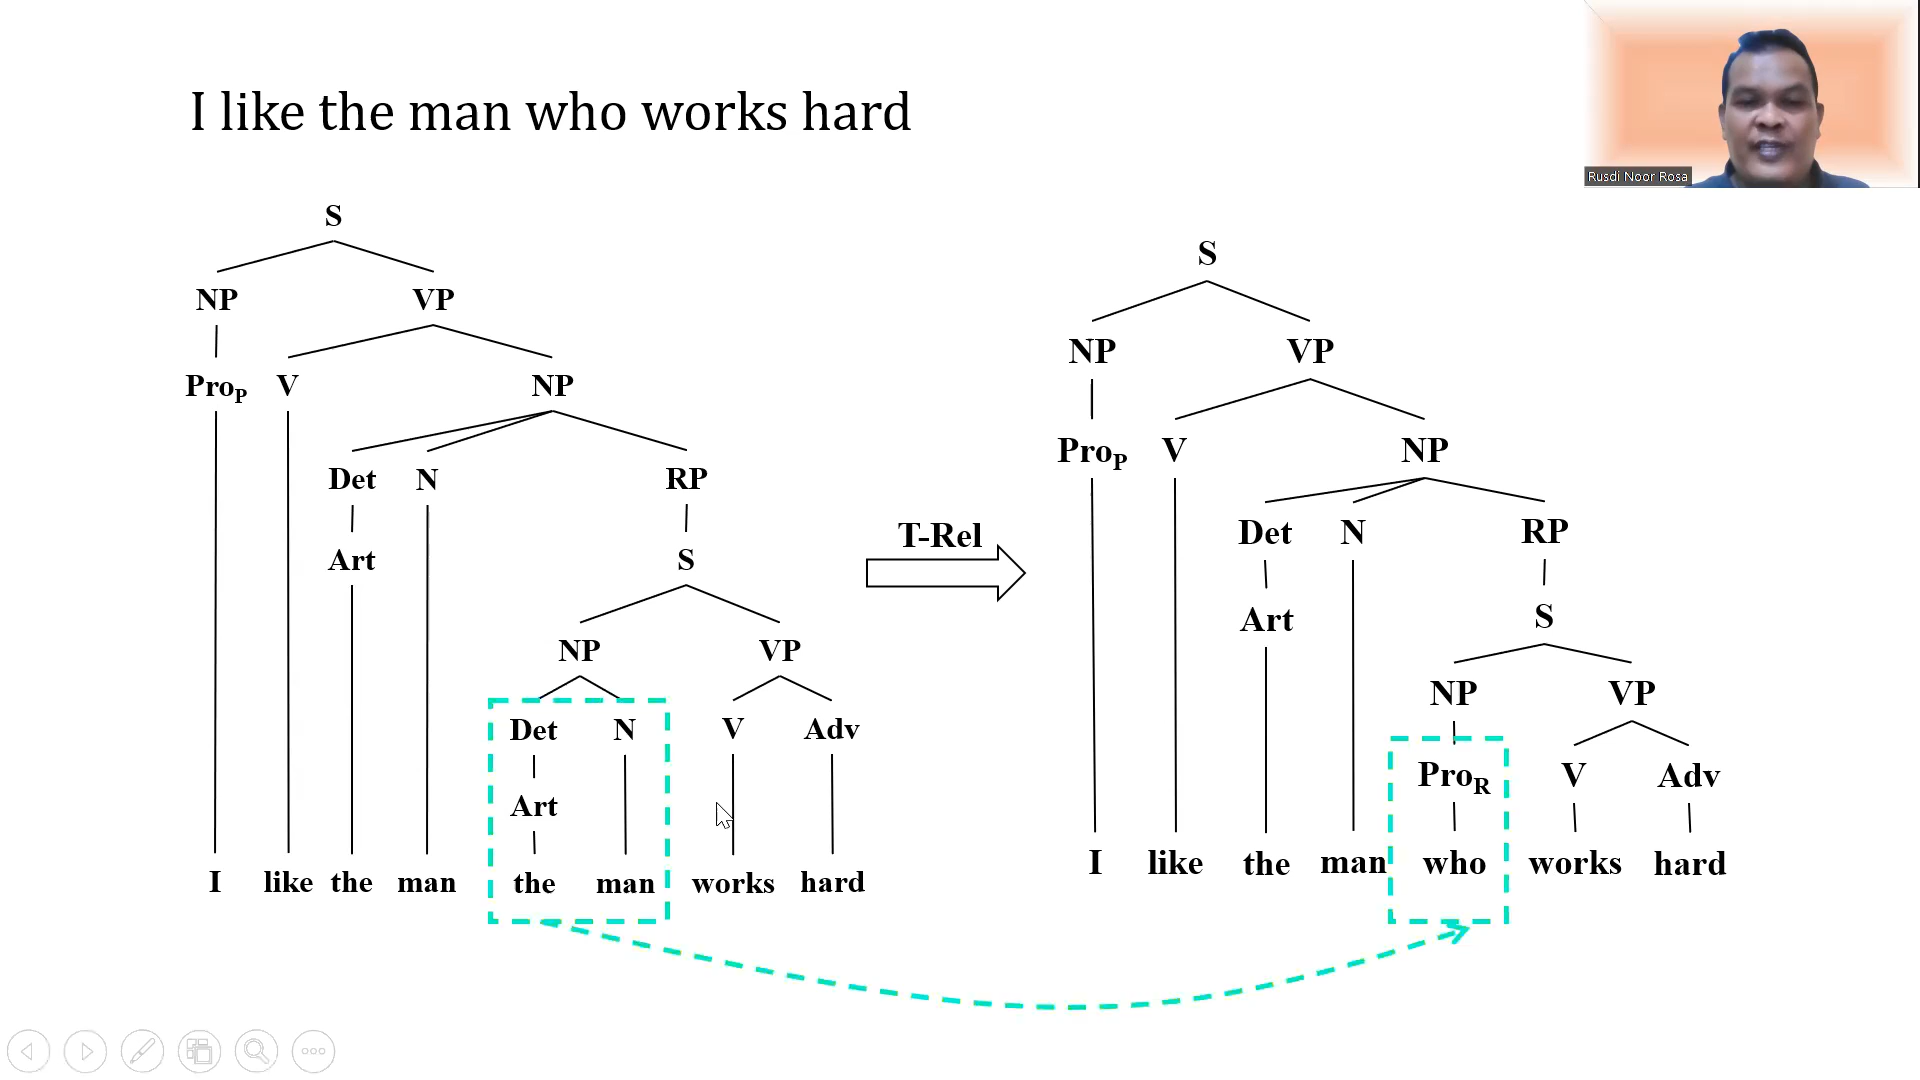 I like the man who works hard
Rusdi Noor Rosa
S
NP VP
ProP V NP
Det N RP
Art S
NP VP
Det N V Adv
Art
I like the man the man works hard
T-Rel
S
NP VP
ProP V NP
Det N RP
Art S
NP VP
ProR V Adv
I like the man who works hard